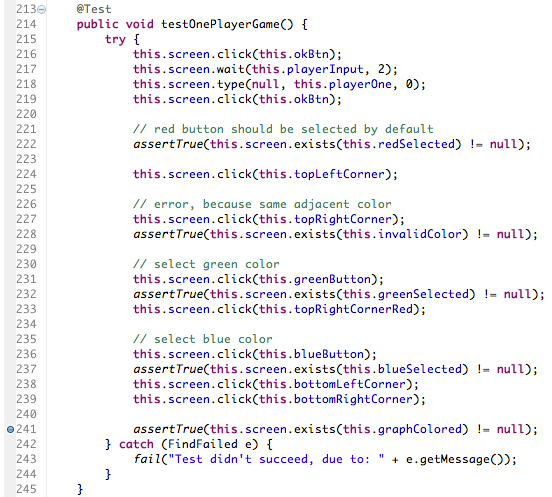 213 @Test
214 public void testOnePlayerGame() {
215 try {
216 this.screen.click(this.okBtn);
217 this.screen.wait(this.playerInput, 2);
218 this.screen.type(null, this.playerOne, 0);
219 this.screen.click(this.okBtn);
220
221 // red button should be selected by default
222 assertTrue(this.screen.exists(this.redSelected) != null);
223
224 this.screen.click(this.topLeftCorner);
225
226 // error, because same adjacent color
227 this.screen.click(this.topRightCorner);
228 assertTrue(this.screen.exists(this.invalidColor) != null);
229
230 // select green color
231 this.screen.click(this.greenButton);
232 assertTrue(this.screen.exists(this.greenSelected) != null);
233 this.screen.click(this.topRightCornerRed);
234
235 // select blue color
236 this.screen.click(this.blueButton);
237 assertTrue(this.screen.exists(this.blueSelected) != null);
238 this.screen.click(this.bottomLeftCorner);
239 this.screen.click(this.bottomRightCorner);
240
241 assertTrue(this.screen.exists(this.graphColored) != null);
242 } catch (FindFailed e) {
243 fail("Test didn't succeed, due to: " + e.getMessage());
244 }
245 }